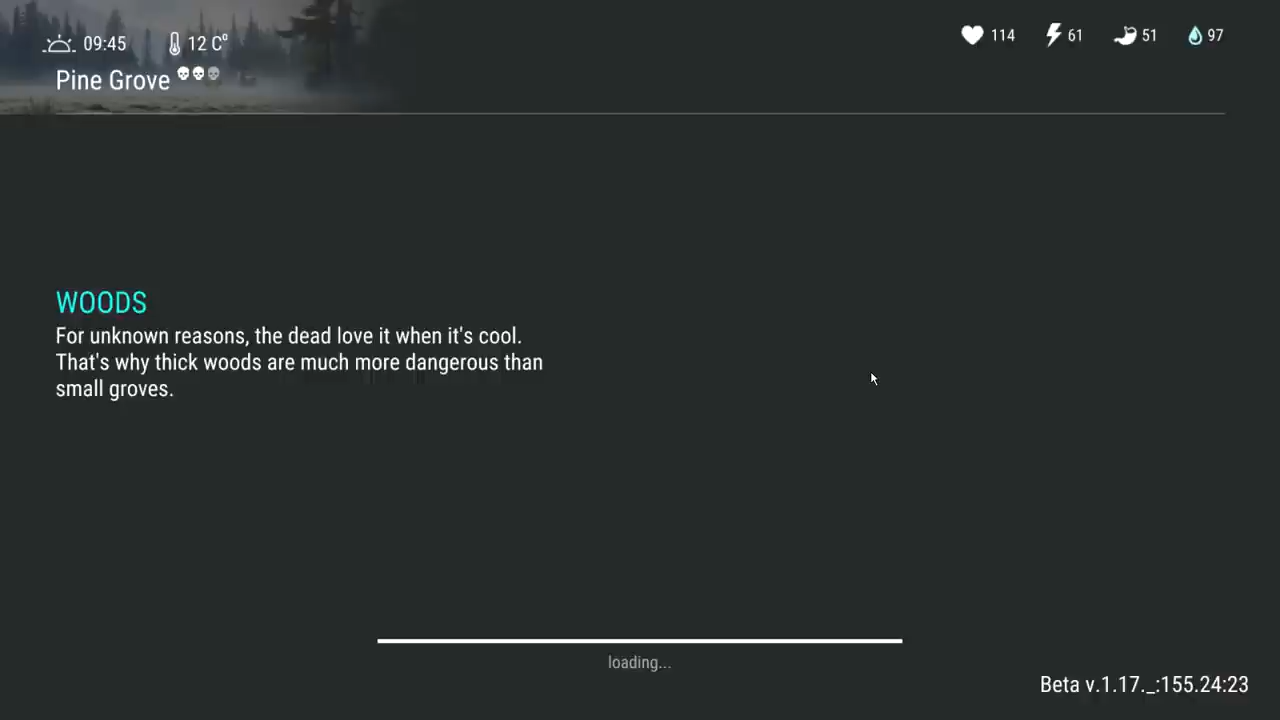 09:45 12 Cº
114 61 51 97
Pine Grove
WOODS
For unknown reasons, the dead love it when it's cool.
That's why thick woods are much more dangerous than
small groves.
loading...
Beta v.1.17._:155.24:23